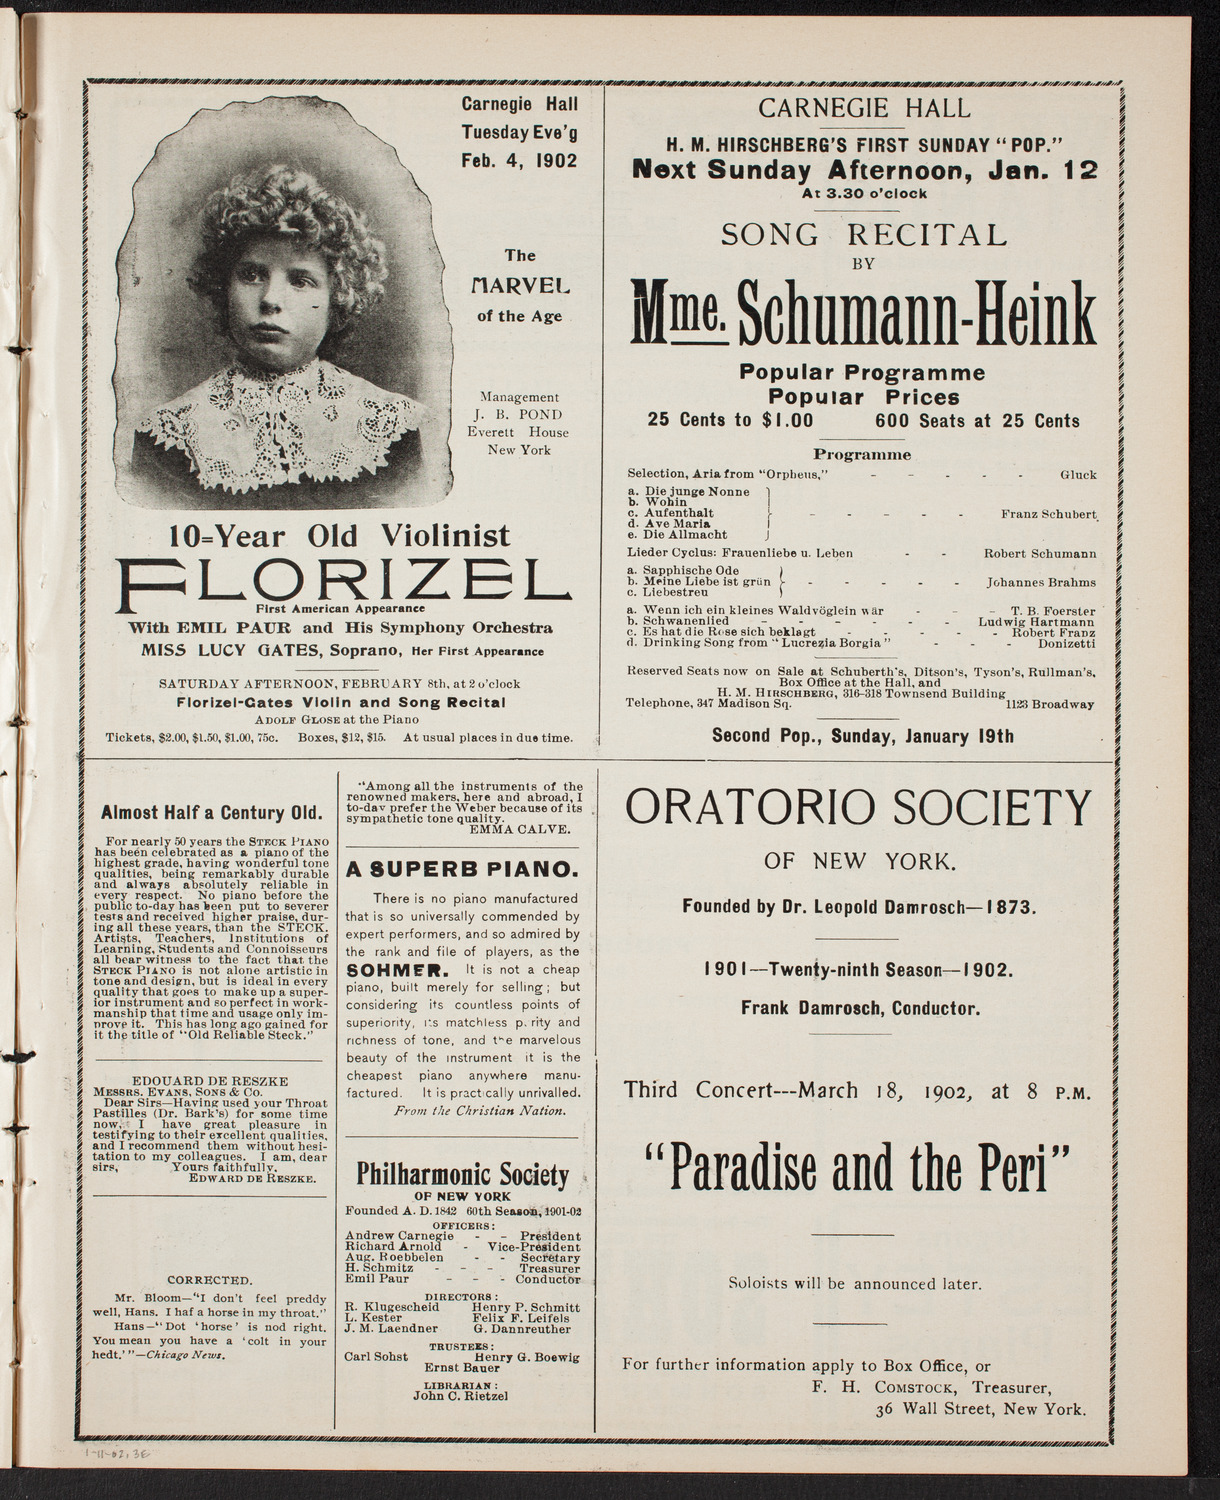 Carnegie Hall
Tuesday Eve'g
Feb. 4, 1902
The
MARVEL
of the Age
Management
J. B. POND
Everett House
New York
10=Year Old Violinist
FLORIZEL
First American Appearance
With EMIL PAUR and His Symphony Orchestra
MISS LUCY GATES, Soprano, Her First Appearance
SATURDAY AFTERNOON, FEBRUARY 8th, at 2 o'clock
Florizel-Gates Violin and Song Recital
ADOLF GLOSE at the Piano
Tickets, $2.00, $1.50, $1.00, 75c. Boxes, $12, $15. At usual places in due time.
CARNEGIE HALL
H. M. HIRSCHBERG'S FIRST SUNDAY "POP."
Next Sunday Afternoon, Jan. 12
At 3.30 o'clock
SONG RECITAL
BY
Mme. Schumann-Heink
Popular Programme
Popular Prices
25 Cents to $1.00 600 Seats at 25 Cents
Programme
Selection, Aria from "Orpheus," - - - - Gluck
a. Die junge Nonne
b. Wohin
c. Aufenthalt - - - - - Franz Schubert
d. Ave Maria
e. Die Allmacht
Lieder Cyclus: Frauenliebe u. Leben - - Robert Schumann
a. Sapphische Ode
b. Meine Liebe ist grün - - - - - Johannes Brahms
c. Liebestreu
a. Wenn ich ein kleines Waldvöglein wär - - - T. B. Foerster
b. Schwanenlied - - - - - - Ludwig Hartmann
c. Es hat die Rose sich beklagt - - - - - Robert Franz
d. Drinking Song from "Lucrezia Borgia" - - - Donizetti
Reserved Seats now on Sale at Schuberth's, Ditson's, Tyson's, Rullman's,
Box Office at the Hall, and
H. M. HIRSCHBERG, 316-318 Townsend Building
Telephone, 347 Madison Sq. 1123 Broadway
Second Pop., Sunday, January 19th
Almost Half a Century Old.
For nearly 50 years the STECK PIANO
has been celebrated as a piano of the
highest grade, having wonderful tone
qualities, being remarkably durable
and always absolutely reliable in
every respect. No piano before the
public to-day has been put to severer
tests and received higher praise, dur-
ing all these years, than the STECK.
Artists, Teachers, Institutions of
Learning, Students and Connoisseurs
all bear witness to the fact that the
STECK PIANO is not alone artistic in
tone and design, but is ideal in every
quality that goes to make up a super-
ior instrument and so perfect in work-
manship that time and usage only im-
prove it. This has long ago gained for
it the title of "Old Reliable Steck."
EDOUARD DE RESZKE
MESSRS. EVANS, SONS & CO.
Dear Sirs—Having used your Throat
Pastilles (Dr. Bark's) for some time
now, I have great pleasure in
testifying to their excellent qualities,
and I recommend them without hesi-
tation to my colleagues. I am, dear
sirs, Yours faithfully,
EDWARD DE RESZKE.
CORRECTED.
Mr. Bloom—"I don't feel preddy
well, Hans. I haf a horse in my throat."
Hans—"Dot 'horse' is nod right.
You mean you have a 'colt in your
hedt.'"—Chicago News.
"Among all the instruments of the
renowned makers, here and abroad, I
to-day prefer the Weber because of its
sympathetic tone quality.
EMMA CALVE.
A SUPERB PIANO.
There is no piano manufactured
that is so universally commended by
expert performers, and so admired by
the rank and file of players, as the
SOHMER. It is not a cheap
piano, built merely for selling; but
considering its countless points of
superiority, its matchless purity and
richness of tone, and the marvelous
beauty of the instrument it is the
cheapest piano anywhere manu-
factured. It is practically unrivalled.
From the Christian Nation.
Philharmonic Society
OF NEW YORK
Founded A. D. 1842 60th Season, 1901-02
OFFICERS:
Andrew Carnegie - - President
Richard Arnold - Vice-President
Aug. Roebbelen - - Secretary
H. Schmitz - - - Treasurer
Emil Paur - - - Conductor
DIRECTORS:
R. Klugescheid Henry P. Schmitt
L. Kester Felix F. Leifels
J. M. Laendner G. Dannreuther
TRUSTEES:
Carl Sohst Henry G. Boewig
Ernst Bauer
LIBRARIAN:
John C. Rietzel
ORATORIO SOCIETY
OF NEW YORK.
Founded by Dr. Leopold Damrosch—1873.
1901—Twenty-ninth Season—1902.
Frank Damrosch, Conductor.
Third Concert---March 18, 1902, at 8 P.M.
"Paradise and the Peri"
Soloists will be announced later.
For further information apply to Box Office, or
F. H. COMSTOCK, Treasurer,
36 Wall Street, New York.
1-11-02, 3E